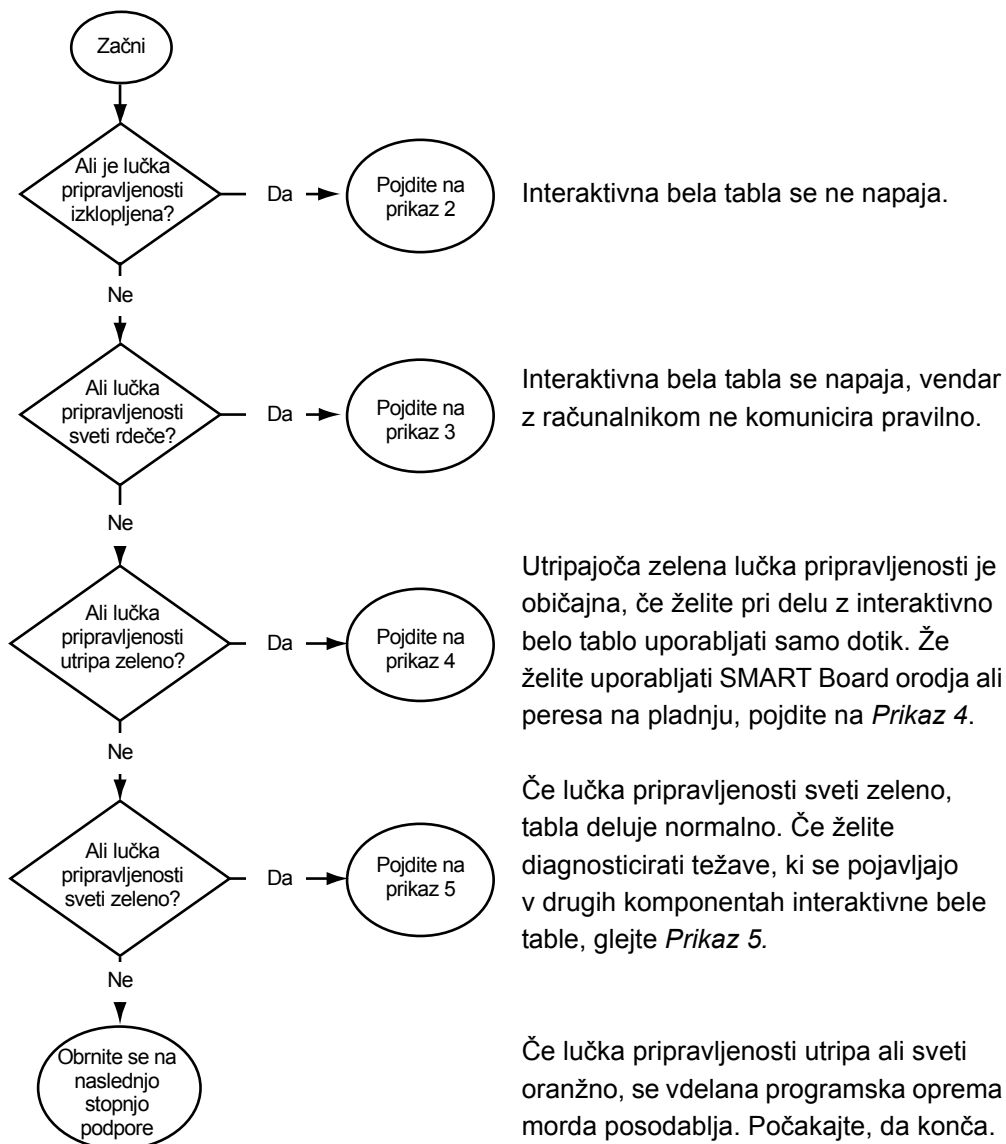 Začni
Ali je lučka
pripravljenosti
izklopljena?
Da
Pojdite na
prikaz 2
Interaktivna bela tabla se ne napaja.
Ne
Ali lučka
pripravljenosti
sveti rdeče?
Da
Pojdite na
prikaz 3
Interaktivna bela tabla se napaja, vendar
z računalnikom ne komunicira pravilno.
Ne
Ali lučka
pripravljenosti
utripa zeleno?
Da
Pojdite na
prikaz 4
Utripajoča zelena lučka pripravljenosti je
običajna, če želite pri delu z interaktivno
belo tablo uporabljati samo dotik. Že
želite uporabljati SMART Board orodja ali
peresa na pladnju, pojdite na Prikaz 4.
Ne
Ali lučka
pripravljenosti
sveti zeleno?
Da
Pojdite na
prikaz 5
Če lučka pripravljenosti sveti zeleno,
tabla deluje normalno. Če želite
diagnosticirati težave, ki se pojavljajo
v drugih komponentah interaktivne bele
table, glejte Prikaz 5.
Ne
Obrnite se na
naslednjo
stopnjo
podpore
Če lučka pripravljenosti utripa ali sveti
oranžno, se vdelana programska oprema
morda posodablja. Počakajte, da konča.